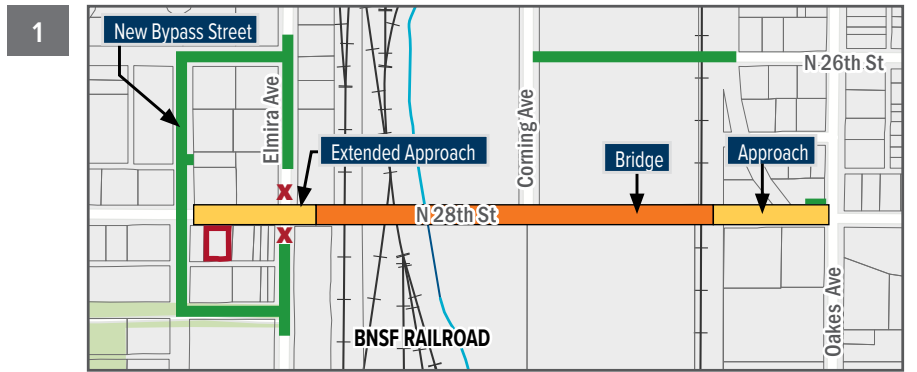 1
New Bypass Street
N 26th St
Elmira Ave
Corning Ave
Extended Approach
Bridge
Approach
X
N 28th St
X
BNSF RAILROAD
Oakes Ave